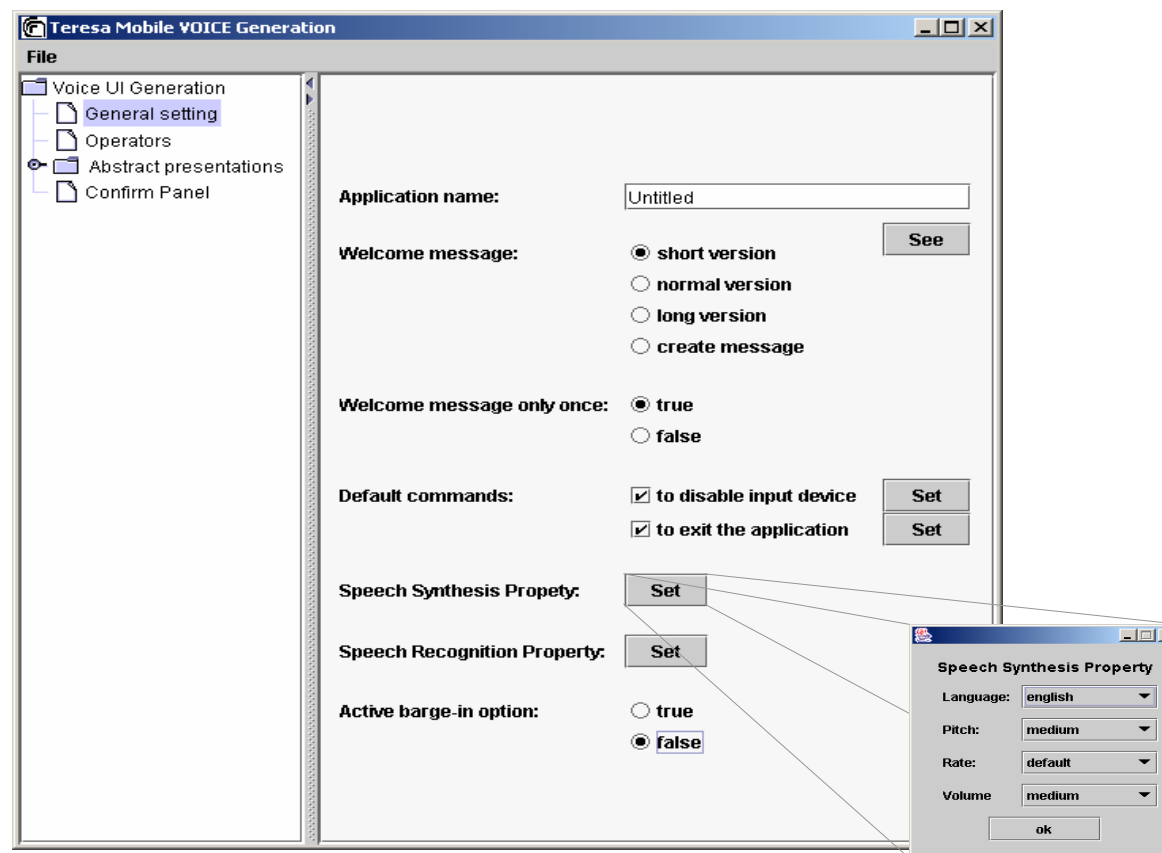 Teresa Mobile VOICE Generation
File
Voice UI Generation
General setting
Operators
Abstract presentations
Confirm Panel
Application name: Untitled
See
Welcome message: short version
normal version
long version
create message
Welcome message only once: true
false
Default commands: to disable input device Set
to exit the application Set
Speech Synthesis Propety: Set
Speech Recognition Property: Set
Active barge-in option: true
false
Speech Synthesis Property
Language: english
Pitch: medium
Rate: default
Volume medium
ok